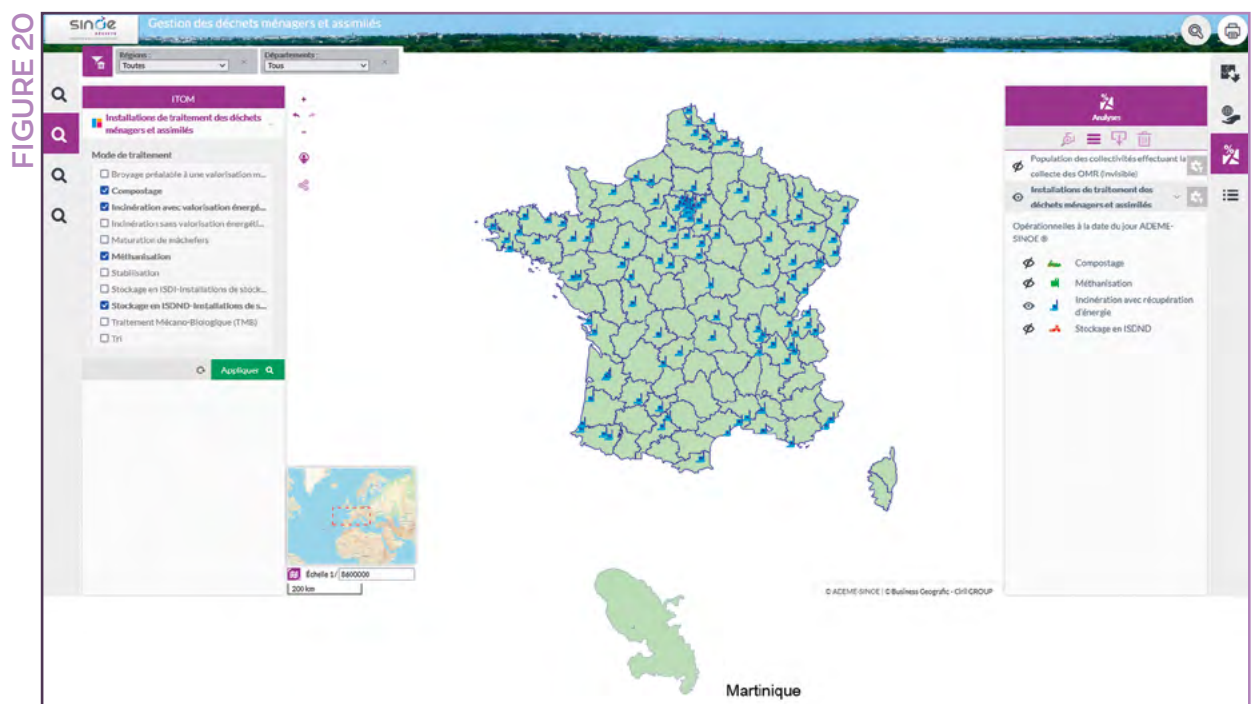 FIGURE 20
sinoe
déchets
Gestion des déchets ménagers et assimilés
Régions :
Toutes
Départements :
Tous
ITOM
Installations de traitement des déchets
ménagers et assimilés
Mode de traitement
Broyage préalable à une valorisation m...
Compostage
Incinération avec valorisation énergé...
Incinération sans valorisation énergéti...
Maturation de mâchefers
Méthanisation
Stabilisation
Stockage en ISDI-Installations de stock...
Stockage en ISDND-Installations de s...
Traitement Mécano-Biologique (TMB)
Tri
Appliquer
Analyses
Population des collectivités effectuant la
collecte des OMR (Invisible)
Installations de traitement des
déchets ménagers et assimilés
Opérationnelles à la date du jour ADEME-
SINOE ®
Compostage
Méthanisation
Incinération avec récupération
d'énergie
Stockage en ISDND
Échelle 1/ 8600000
200 km
© ADEME-SINOE | © Business Geografic - Ciril GROUP
Martinique